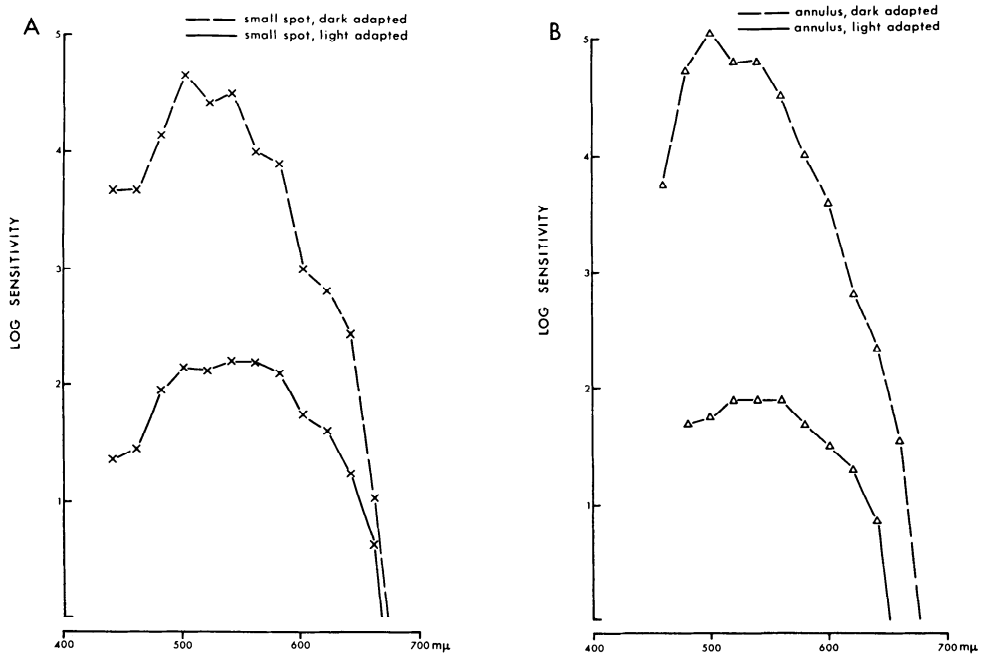 A
small spot, dark adapted
small spot, light adapted
LOG SENSITIVITY
5
4
3
2
1
400
500
600
700 mμ
B
annulus, dark adapted
annulus, light adapted
LOG SENSITIVITY
5
4
3
2
1
400
500
600
700 mμ